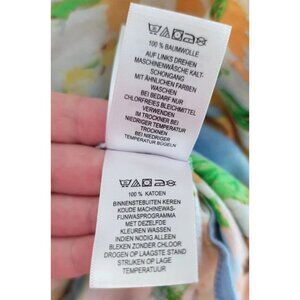 100 % BAUMWOLLE
AUF LINKS DREHEN
MASCHINENWÄSCHE KALT-
SCHONGANG
MIT ÄHNLICHEN FARBEN
WASCHEN
BEI BEDARF NUR
CHLORFREIES BLEICHMITTEL
VERWENDEN
IM TROCKNER BEI
NIEDRIGER TEMPERATUR
TROCKNEN
BEI NIEDRIGER
TEMPERATUR BÜGELN
100 % KATOEN
BINNENSTEBUITEN KEREN
KOUDE MACHINEWAS-
FIJNWASPROGRAMMA
MET DEZELFDE
KLEUREN WASSEN
INDIEN NODIG ALLEEN
BLEKEN ZONDER CHLOOR
DROGEN OP LAAGSTE STAND
STRIJKEN OP LAGE
TEMPERATUUR